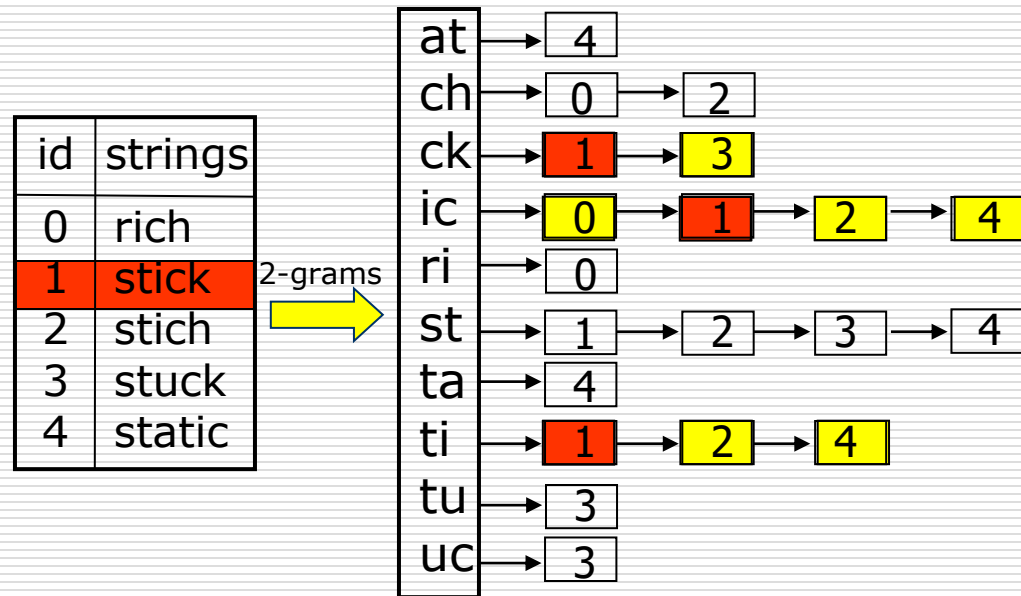 id strings
0 rich
1 stick
2 stich
3 stuck
4 static
2-grams
at 4
ch 0 2
ck 1 3
ic 0 1 2 4
ri 0
st 1 2 3 4
ta 4
ti 1 2 4
tu 3
uc 3